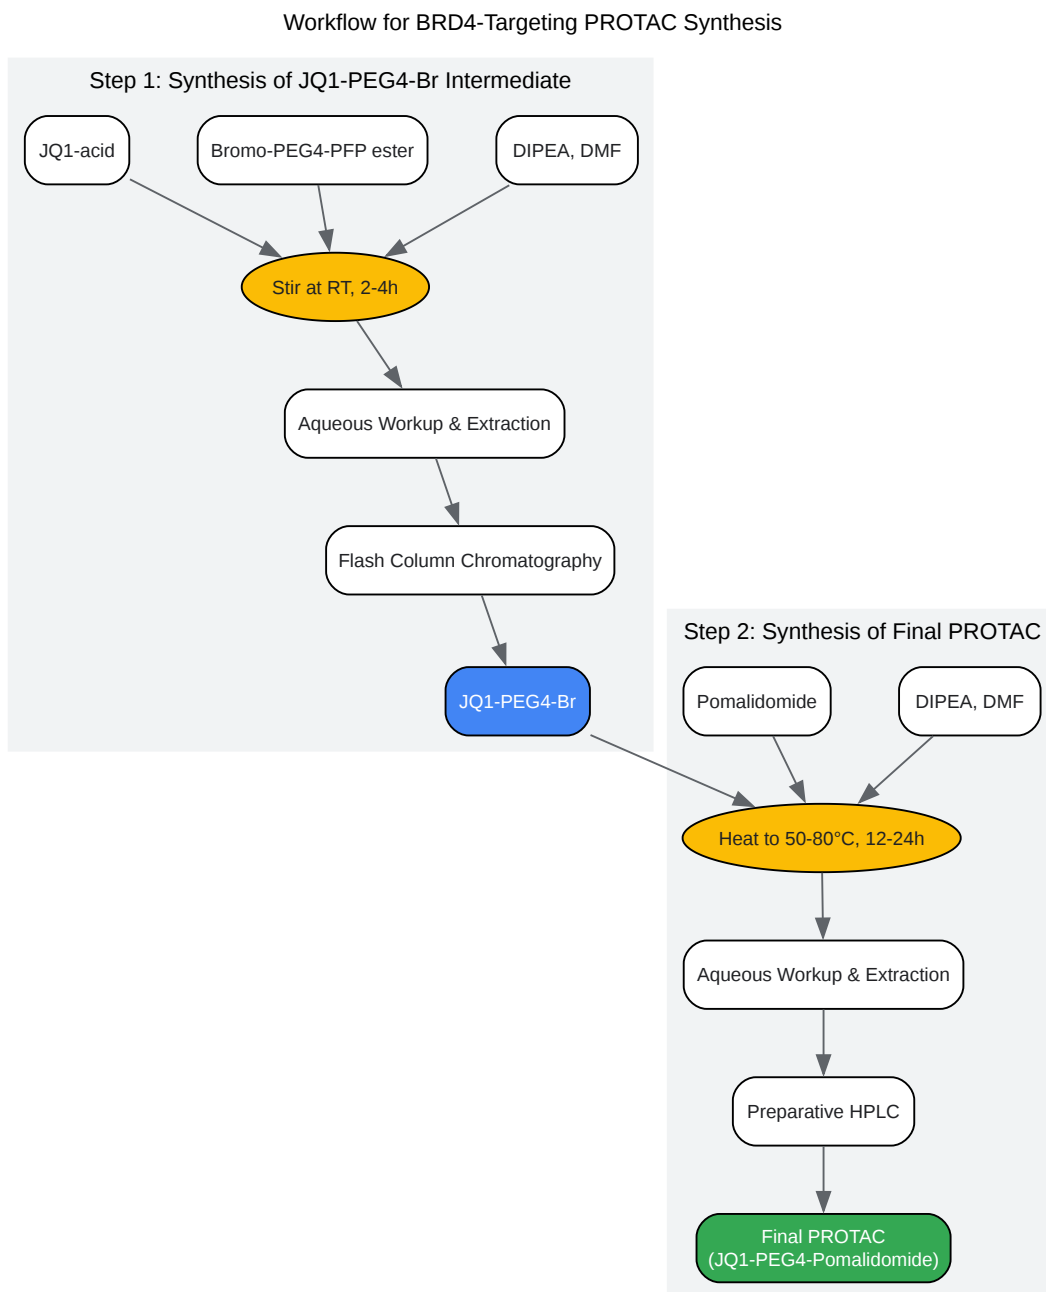 Workflow for BRD4-Targeting PROTAC Synthesis
Step 1: Synthesis of JQ1-PEG4-Br Intermediate
JQ1-acid
Bromo-PEG4-PFP ester
DIPEA, DMF
Stir at RT, 2-4h
Aqueous Workup & Extraction
Flash Column Chromatography
JQ1-PEG4-Br
Step 2: Synthesis of Final PROTAC
Pomalidomide
DIPEA, DMF
Heat to 50-80°C, 12-24h
Aqueous Workup & Extraction
Preparative HPLC
Final PROTAC
(JQ1-PEG4-Pomalidomide)